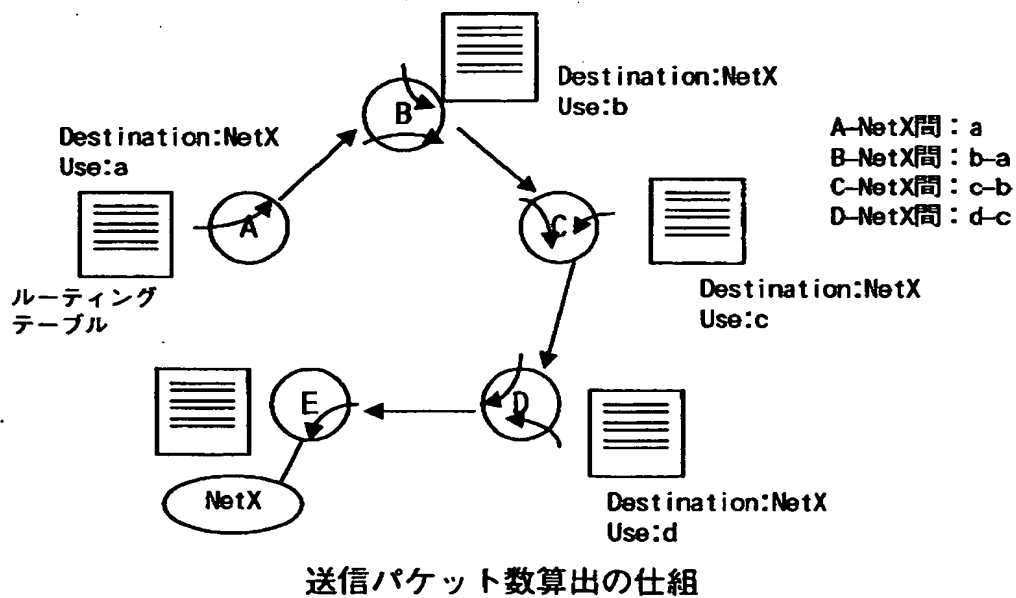 Destination:NetX
Use:b
B
Destination:NetX
Use:a
A-NetX間：a
B-NetX間：b-a
C-NetX間：c-b
D-NetX間：d-c
A
C
ルーティング
テーブル
Destination:NetX
Use:c
E
D
NetX
Destination:NetX
Use:d
送信パケット数算出の仕組